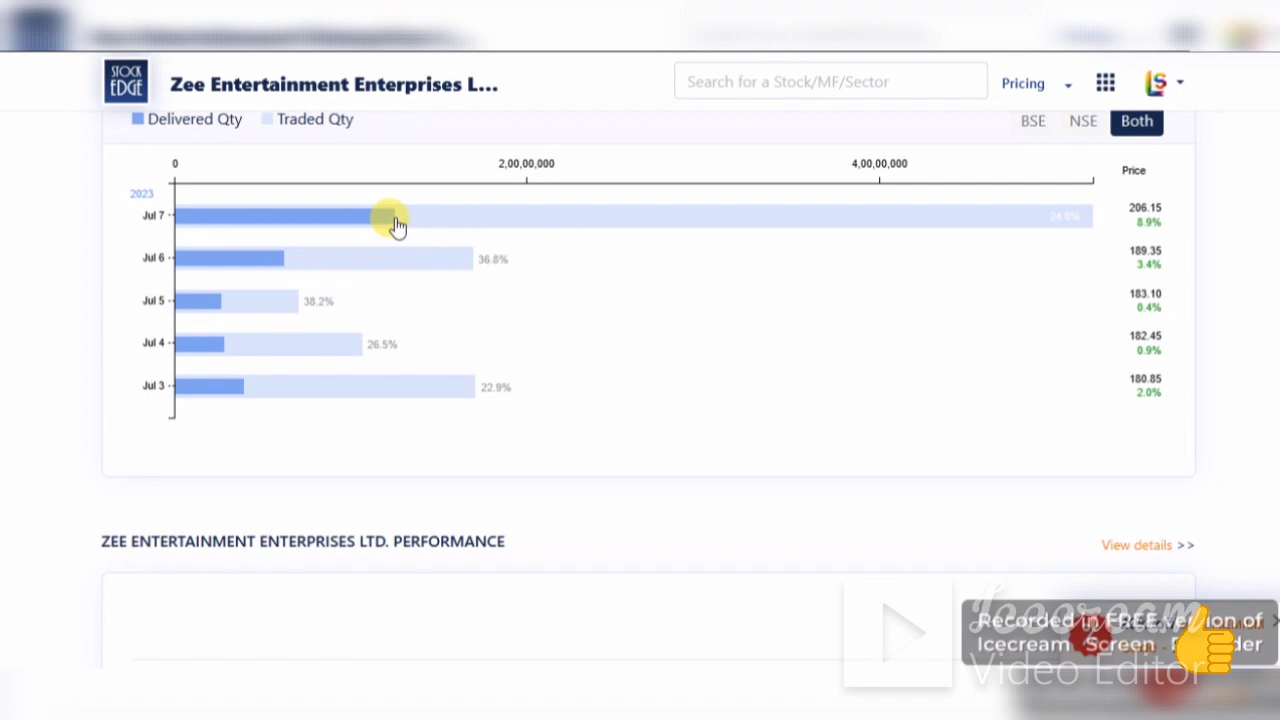 STOCK
EDGE
Zee Entertainment Enterprises L...
Search for a Stock/MF/Sector
Pricing
Delivered Qty
Traded Qty
BSE
NSE
Both
0
2,00,00,000
4,00,00,000
Price
2023
Jul 7
24.0%
206.15
8.9%
Jul 6
36.8%
189.35
3.4%
Jul 5
38.2%
183.10
0.4%
Jul 4
26.5%
182.45
0.9%
Jul 3
22.9%
180.85
2.0%
ZEE ENTERTAINMENT ENTERPRISES LTD. PERFORMANCE
View details >>
Icecream
Video Editor
Recorded in FREE version of
Icecream Screen